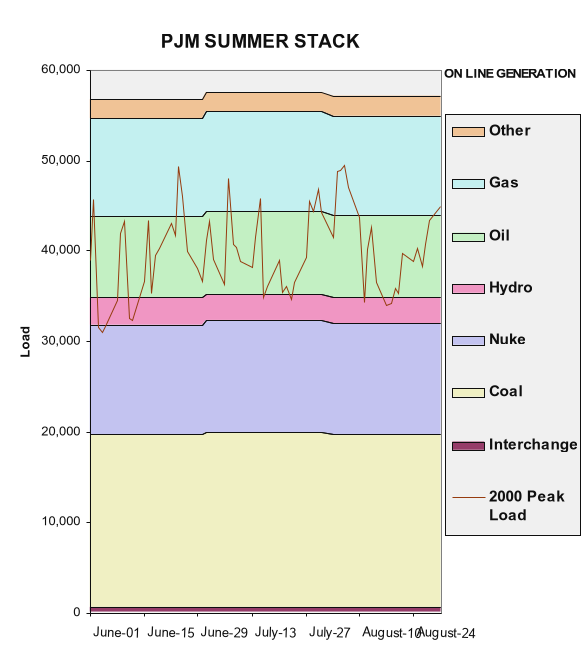 PJM SUMMER STACK
60,000
50,000
40,000
30,000
20,000
10,000
0
Load
June-01 June-15 June-29 July-13 July-27 August-10 August-24
ON LINE GENERATION
Other
Gas
Oil
Hydro
Nuke
Coal
Interchange
2000 Peak
Load